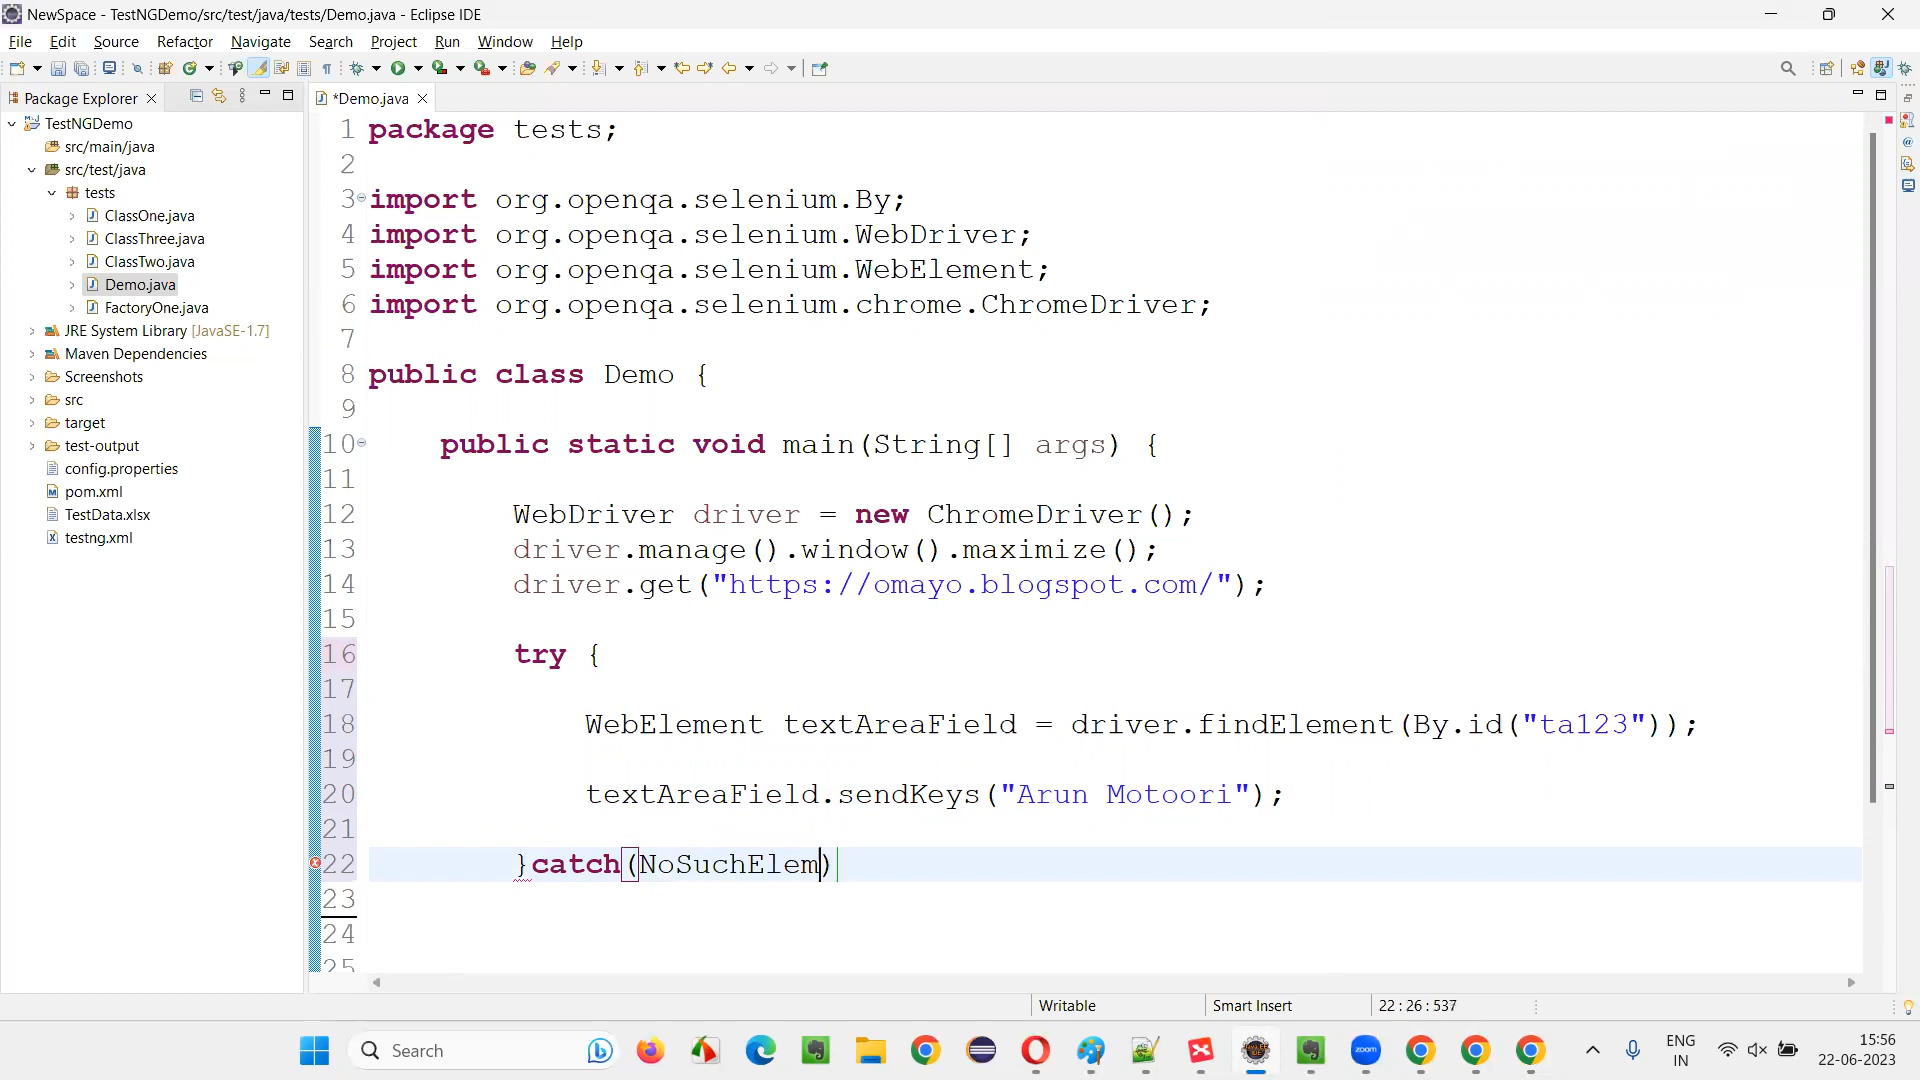 NewSpace - TestNGDemo/src/test/java/tests/Demo.java - Eclipse IDE
File Edit Source Refactor Navigate Search Project Run Window Help
Package Explorer
*Demo.java
TestNGDemo
src/main/java
src/test/java
tests
ClassOne.java
ClassThree.java
ClassTwo.java
Demo.java
FactoryOne.java
JRE System Library [JavaSE-1.7]
Maven Dependencies
Screenshots
src
target
test-output
config.properties
pom.xml
TestData.xlsx
testng.xml
1 package tests;
2
3 import org.openqa.selenium.By;
4 import org.openqa.selenium.WebDriver;
5 import org.openqa.selenium.WebElement;
6 import org.openqa.selenium.chrome.ChromeDriver;
7
8 public class Demo {
9
10 public static void main(String[] args) {
11
12 WebDriver driver = new ChromeDriver();
13 driver.manage().window().maximize();
14 driver.get("https://omayo.blogspot.com/");
15
16 try {
17
18 WebElement textAreaField = driver.findElement(By.id("ta123"));
19
20 textAreaField.sendKeys("Arun Motoori");
21
22 }catch(NoSuchElem)
23
24
25
Writable Smart Insert 22 : 26 : 537
Search
zoom
ENG
IN
15:56
22-06-2023